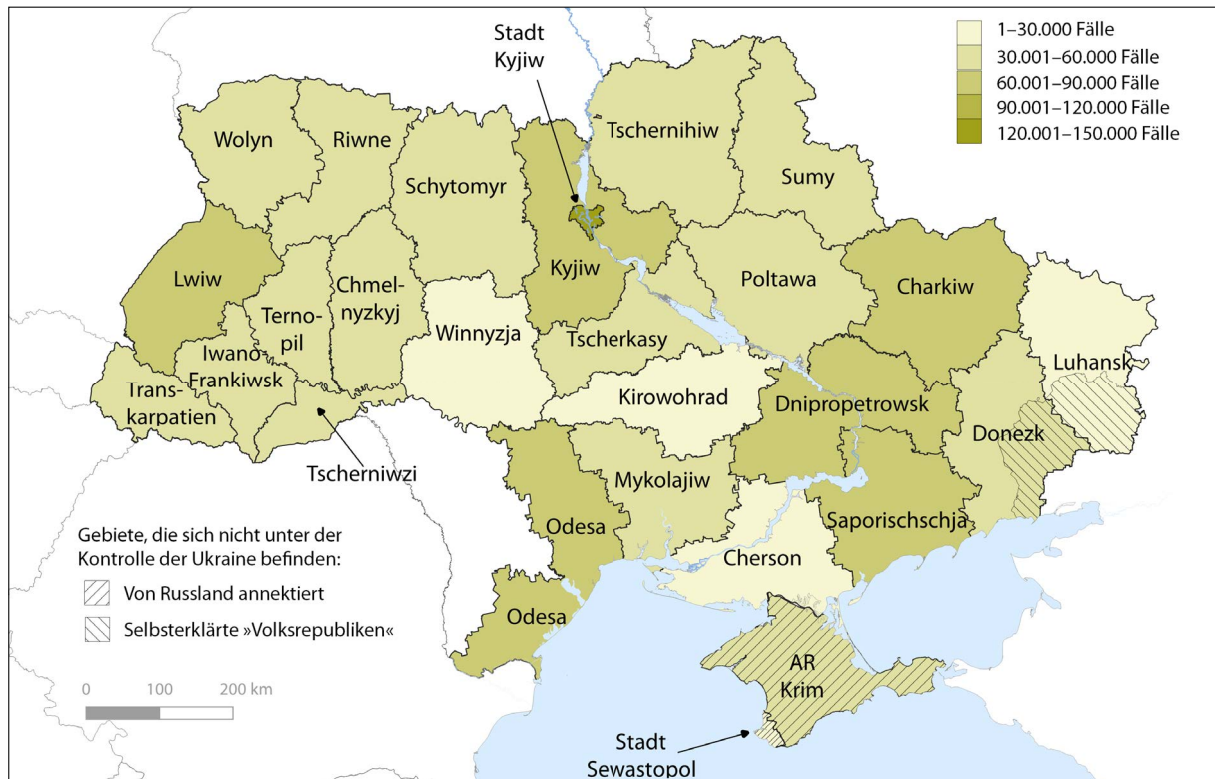 Stadt
Kyjiw
1–30.000 Fälle
30.001–60.000 Fälle
60.001–90.000 Fälle
90.001–120.000 Fälle
120.001–150.000 Fälle
Wolyn
Riwne
Schytomyr
Tschernihiw
Sumy
Lwiw
Kyjiw
Chmel-
nyzkyj
Terno-
pil
Poltawa
Charkiw
Winnyzja
Tscherkasy
Iwano-
Frankiwsk
Trans-
karpatien
Luhansk
Kirowohrad
Dnipropetrowsk
Donezk
Tscherniwzi
Mykolajiw
Odesa
Saporischschja
Cherson
Gebiete, die sich nicht unter der
Kontrolle der Ukraine befinden:
Von Russland annektiert
Selbsterklärte »Volksrepubliken«
Odesa
AR
Krim
0 100 200 km
Stadt
Sewastopol